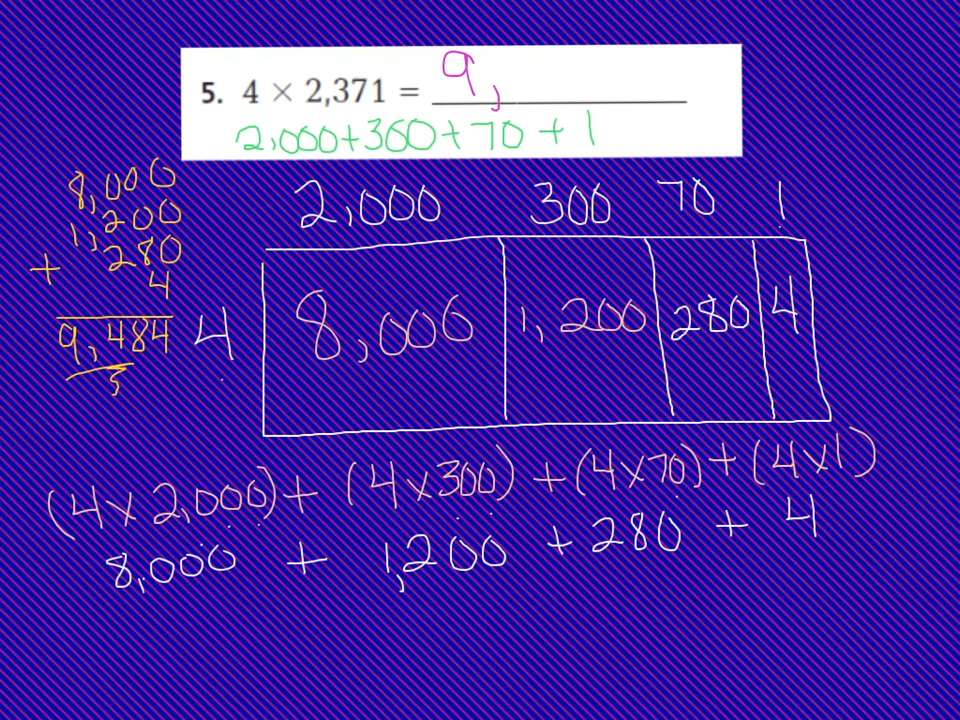 5. 4 × 2,371 = 9,
2,000+300+70+1
8,000
1,200
+ 280
4
9,484
5
2,000 300 70 1
4 8,000 1,200 280 4
(4×2,000)+(4×300)+(4×70)+(4×1)
8,000 + 1,200 + 280 + 4